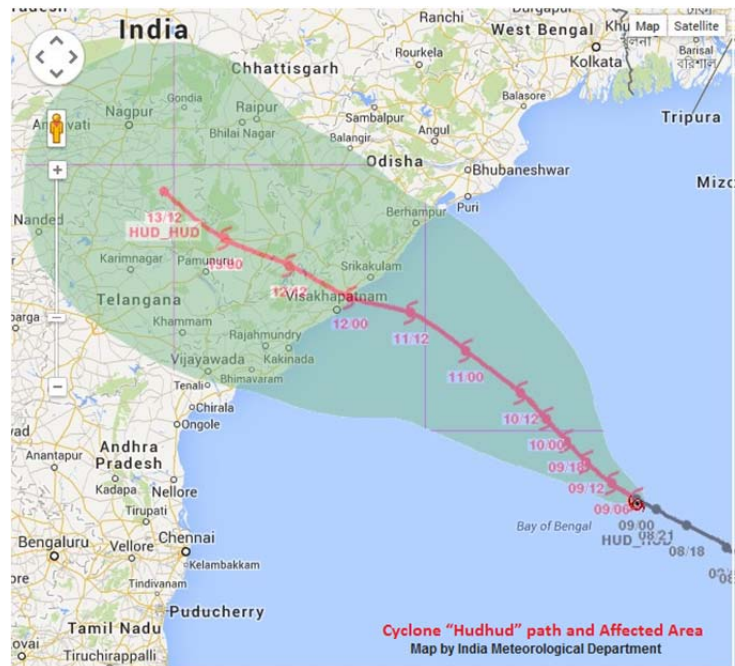 India
Ranchi
West Bengal
Map
Satellite
Kolkata
Barisal
বরিশাল
Rourkela
Chhattisgarh
Gondia
Nagpur
Raipur
Bhilai Nagar
Sambalpur
Balasore
Angul
Balangir
Tripura
Odisha
Bhubaneshwar
Puri
Berhampur
13/12
HUD_HUD
Nanded
Karimnagar
Srikakulam
Visakhapatnam
Telangana
12/00
Khammam
11/12
Rajahmundry
Vijayawada
Kakinada
11/00
Bhimavaram
Tenali
Chirala
10/12
Ongole
10/00
Andhra
Pradesh
09/18
Anantapur
Kadapa
Nellore
09/12
Tirupati
09/06
Bay of Bengal
09/00
08/21
08/18
Bengaluru
Vellore
Chennai
Kelambakkam
Tindivanam
Puducherry
Tamil Nadu
Tiruchirappalli
Cyclone “Hudhud” path and Affected Area
Map by India Meteorological Department